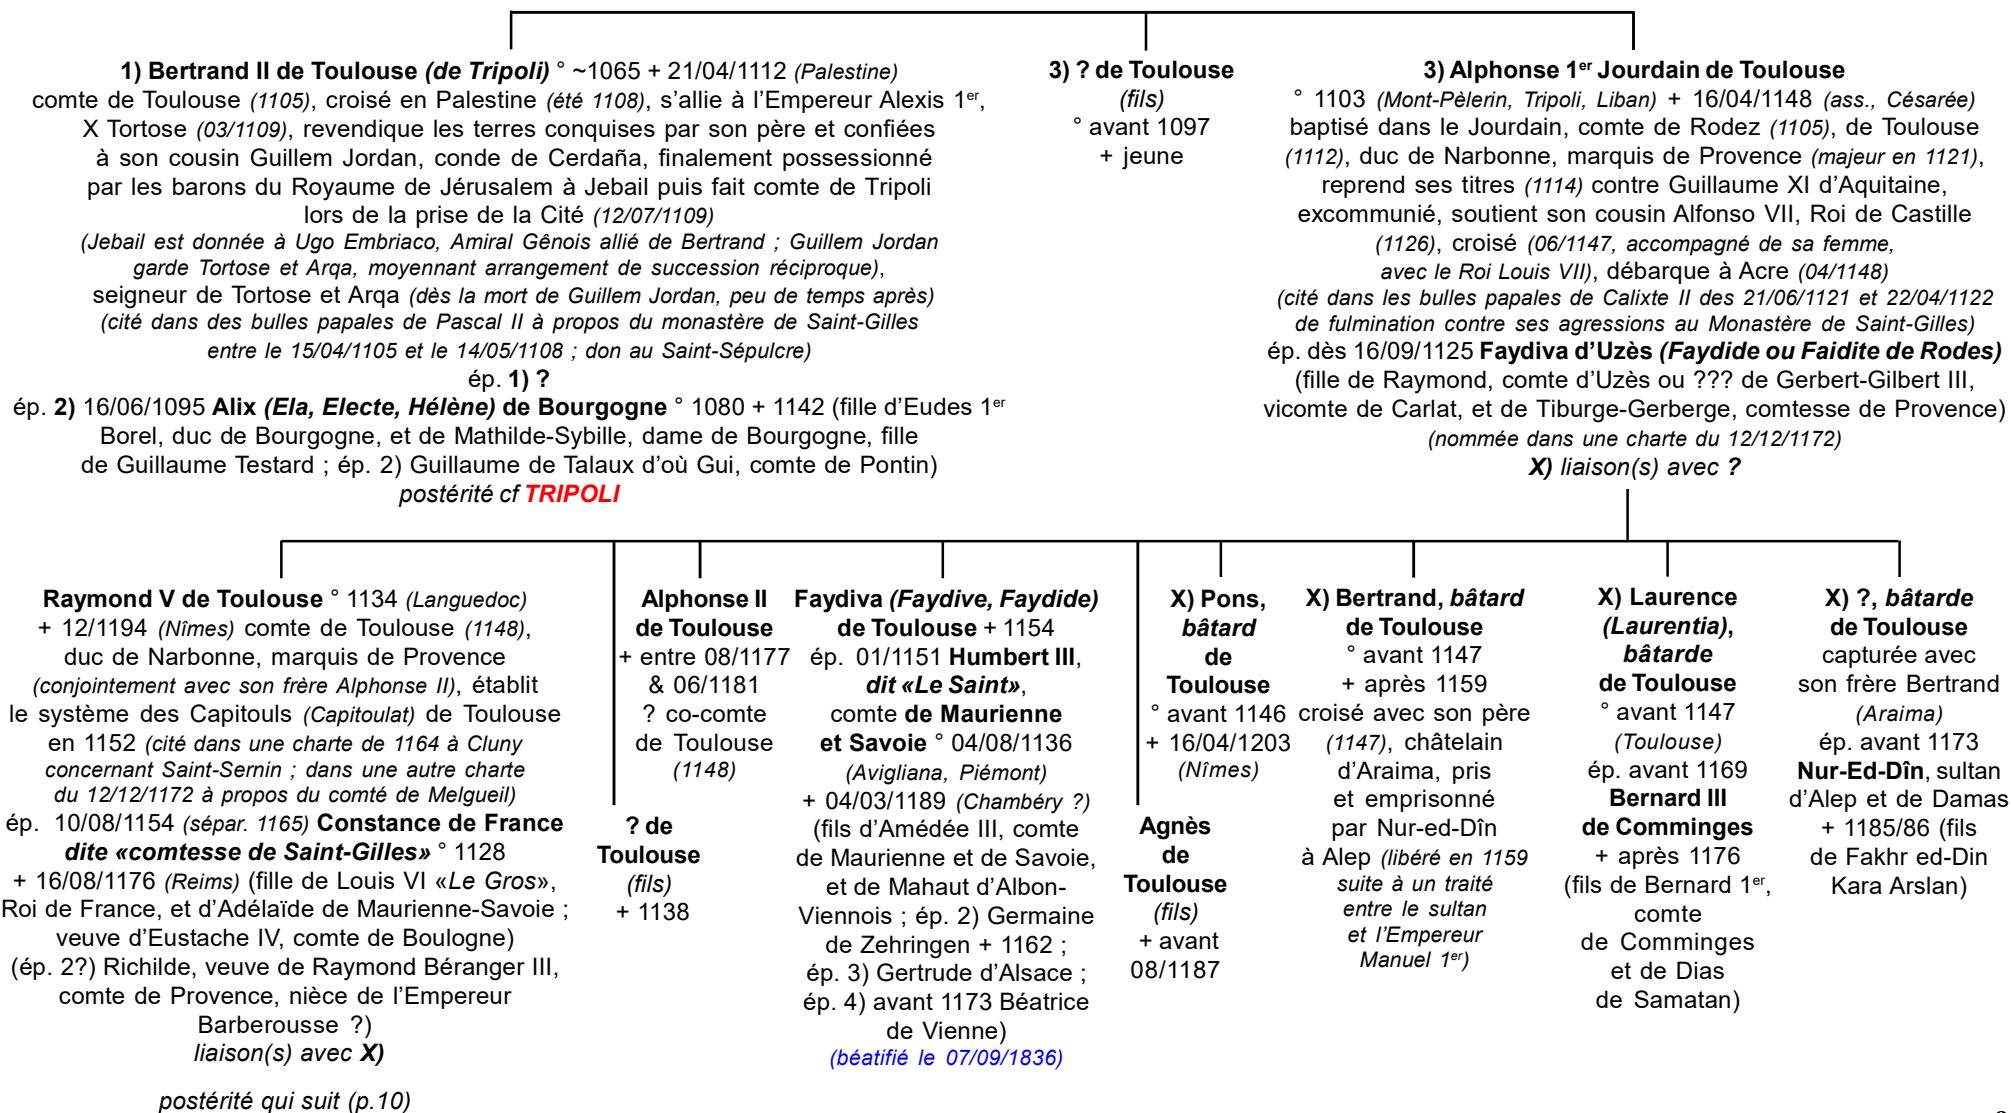 1) Bertrand II de Toulouse (de Tripoli) ° ~1065 + 21/04/1112 (Palestine)
comte de Toulouse (1105), croisé en Palestine (été 1108), s’allie à l’Empereur Alexis 1er,
X Tortose (03/1109), revendique les terres conquises par son père et confiées
à son cousin Guillem Jordan, conde de Cerdaña, finalement possessionné
par les barons du Royaume de Jérusalem à Jebail puis fait comte de Tripoli
lors de la prise de la Cité (12/07/1109)
(Jebail est donnée à Ugo Embriaco, Amiral Gênois allié de Bertrand ; Guillem Jordan
garde Tortose et Arqa, moyennant arrangement de succession réciproque),
seigneur de Tortose et Arqa (dès la mort de Guillem Jordan, peu de temps après)
(cité dans des bulles papales de Pascal II à propos du monastère de Saint-Gilles
entre le 15/04/1105 et le 14/05/1108 ; don au Saint-Sépulcre)
ép. 1) ?
ép. 2) 16/06/1095 Alix (Ela, Electe, Hélène) de Bourgogne ° 1080 + 1142 (fille d’Eudes 1er
Borel, duc de Bourgogne, et de Mathilde-Sybille, dame de Bourgogne, fille
de Guillaume Testard ; ép. 2) Guillaume de Talaux d’où Gui, comte de Pontin)
postérité cf TRIPOLI
3) ? de Toulouse
(fils)
° avant 1097
+ jeune
3) Alphonse 1er Jourdain de Toulouse
° 1103 (Mont-Pèlerin, Tripoli, Liban) + 16/04/1148 (ass., Césarée)
baptisé dans le Jourdain, comte de Rodez (1105), de Toulouse
(1112), duc de Narbonne, marquis de Provence (majeur en 1121),
reprend ses titres (1114) contre Guillaume XI d’Aquitaine,
excommunié, soutient son cousin Alfonso VII, Roi de Castille
(1126), croisé (06/1147, accompagné de sa femme,
avec le Roi Louis VII), débarque à Acre (04/1148)
(cité dans les bulles papales de Calixte II des 21/06/1121 et 22/04/1122
de fulmination contre ses agressions au Monastère de Saint-Gilles)
ép. dès 16/09/1125 Faydiva d’Uzès (Faydide ou Faidite de Rodes)
(fille de Raymond, comte d’Uzès ou ??? de Gerbert-Gilbert III,
vicomte de Carlat, et de Tiburge-Gerberge, comtesse de Provence)
(nommée dans une charte du 12/12/1172)
X) liaison(s) avec ?
Raymond V de Toulouse ° 1134 (Languedoc)
+ 12/1194 (Nîmes) comte de Toulouse (1148),
duc de Narbonne, marquis de Provence
(conjointement avec son frère Alphonse II), établit
le système des Capitouls (Capitoulat) de Toulouse
en 1152 (cité dans une charte de 1164 à Cluny
concernant Saint-Sernin ; dans une autre charte
du 12/12/1172 à propos du comté de Melgueil)
ép. 10/08/1154 (sépar. 1165) Constance de France
dite «comtesse de Saint-Gilles» ° 1128
+ 16/08/1176 (Reims) (fille de Louis VI «Le Gros»,
Roi de France, et d’Adélaïde de Maurienne-Savoie ;
veuve d’Eustache IV, comte de Boulogne)
(ép. 2?) Richilde, veuve de Raymond Béranger III,
comte de Provence, nièce de l’Empereur
Barberousse ?)
liaison(s) avec X)
postérité qui suit (p.10)
? de
Toulouse
(fils)
+ 1138
Alphonse II
de Toulouse
+ entre 08/1177
& 06/1181
? co-comte
de Toulouse
(1148)
Faydiva (Faydive, Faydide)
de Toulouse + 1154
ép. 01/1151 Humbert III,
dit «Le Saint»,
comte de Maurienne
et Savoie ° 04/08/1136
(Avigliana, Piémont)
+ 04/03/1189 (Chambéry ?)
(fils d’Amédée III, comte
de Maurienne et de Savoie,
et de Mahaut d’Albon-
Viennois ; ép. 2) Germaine
de Zehringen + 1162 ;
ép. 3) Gertrude d’Alsace ;
ép. 4) avant 1173 Béatrice
de Vienne)
(béatifié le 07/09/1836)
Agnès
de
Toulouse
(fils)
+ avant
08/1187
X) Pons,
bâtard
de
Toulouse
° avant 1146
+ 16/04/1203
(Nîmes)
X) Bertrand, bâtard
de Toulouse
° avant 1147
+ après 1159
croisé avec son père
(1147), châtelain
d’Araima, pris
et emprisonné
par Nur-ed-Dîn
à Alep (libéré en 1159
suite à un traité
entre le sultan
et l’Empereur
Manuel 1er)
X) Laurence
(Laurentia),
bâtarde
de Toulouse
° avant 1147
(Toulouse)
ép. avant 1169
Bernard III
de Comminges
+ après 1176
(fils de Bernard 1er,
comte
de Comminges
et de Dias
de Samatan)
X) ?, bâtarde
de Toulouse
capturée avec
son frère Bertrand
(Araima)
ép. avant 1173
Nur-Ed-Dîn, sultan
d’Alep et de Damas
+ 1185/86 (fils
de Fakhr ed-Din
Kara Arslan)